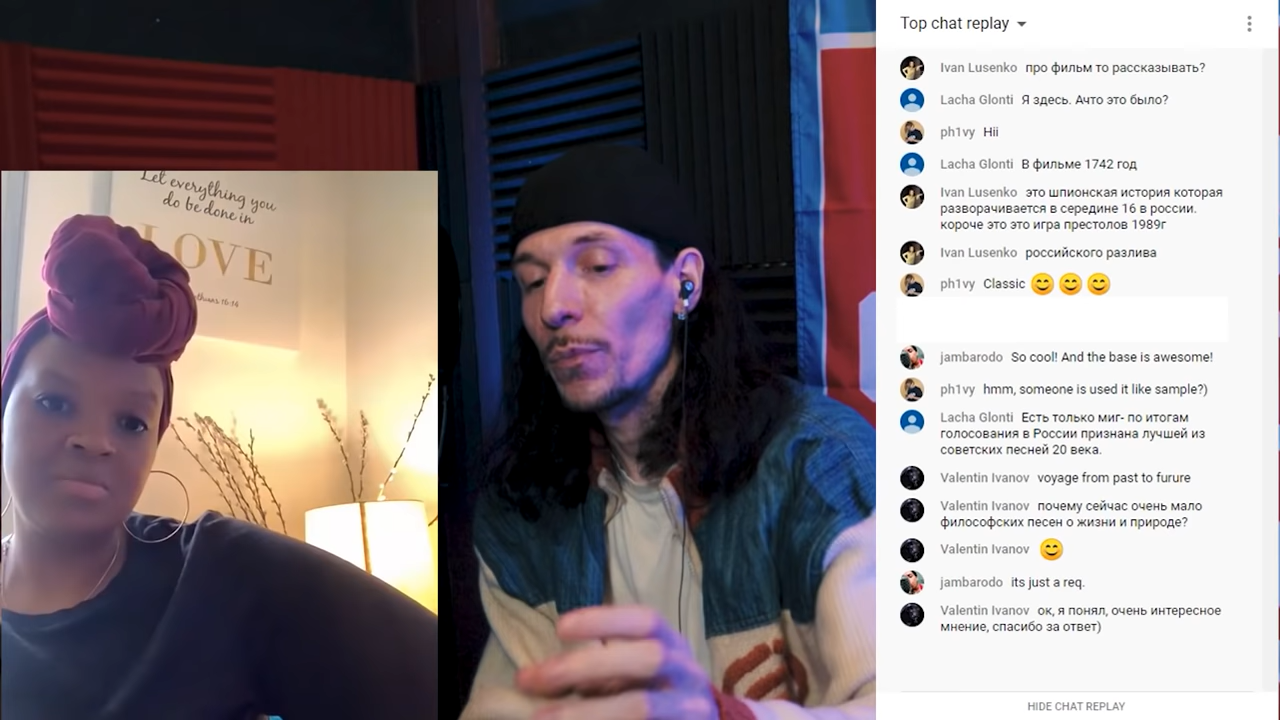 Let everything you
do be done in
LOVE
16:14
Top chat replay
Ivan Lusenko про фильм то рассказывать?
Lacha Glonti Я здесь. Ачто это было?
ph1vy Hii
Lacha Glonti В фильме 1742 год
Ivan Lusenko это шпионская история которая
разворачивается в середине 16 в россии.
короче это это игра престолов 1989г
Ivan Lusenko российского разлива
ph1vy Classic 😊😊😊
jambarodo So cool! And the base is awesome!
ph1vy hmm, someone is used it like sample?)
Lacha Glonti Есть только миг- по итогам
голосования в России признана лучшей из
советских песней 20 века.
Valentin Ivanov voyage from past to furure
Valentin Ivanov почему сейчас очень мало
философских песен о жизни и природе?
Valentin Ivanov 😊
jambarodo its just a req.
Valentin Ivanov ок, я понял, очень интересное
мнение, спасибо за ответ)
HIDE CHAT REPLAY